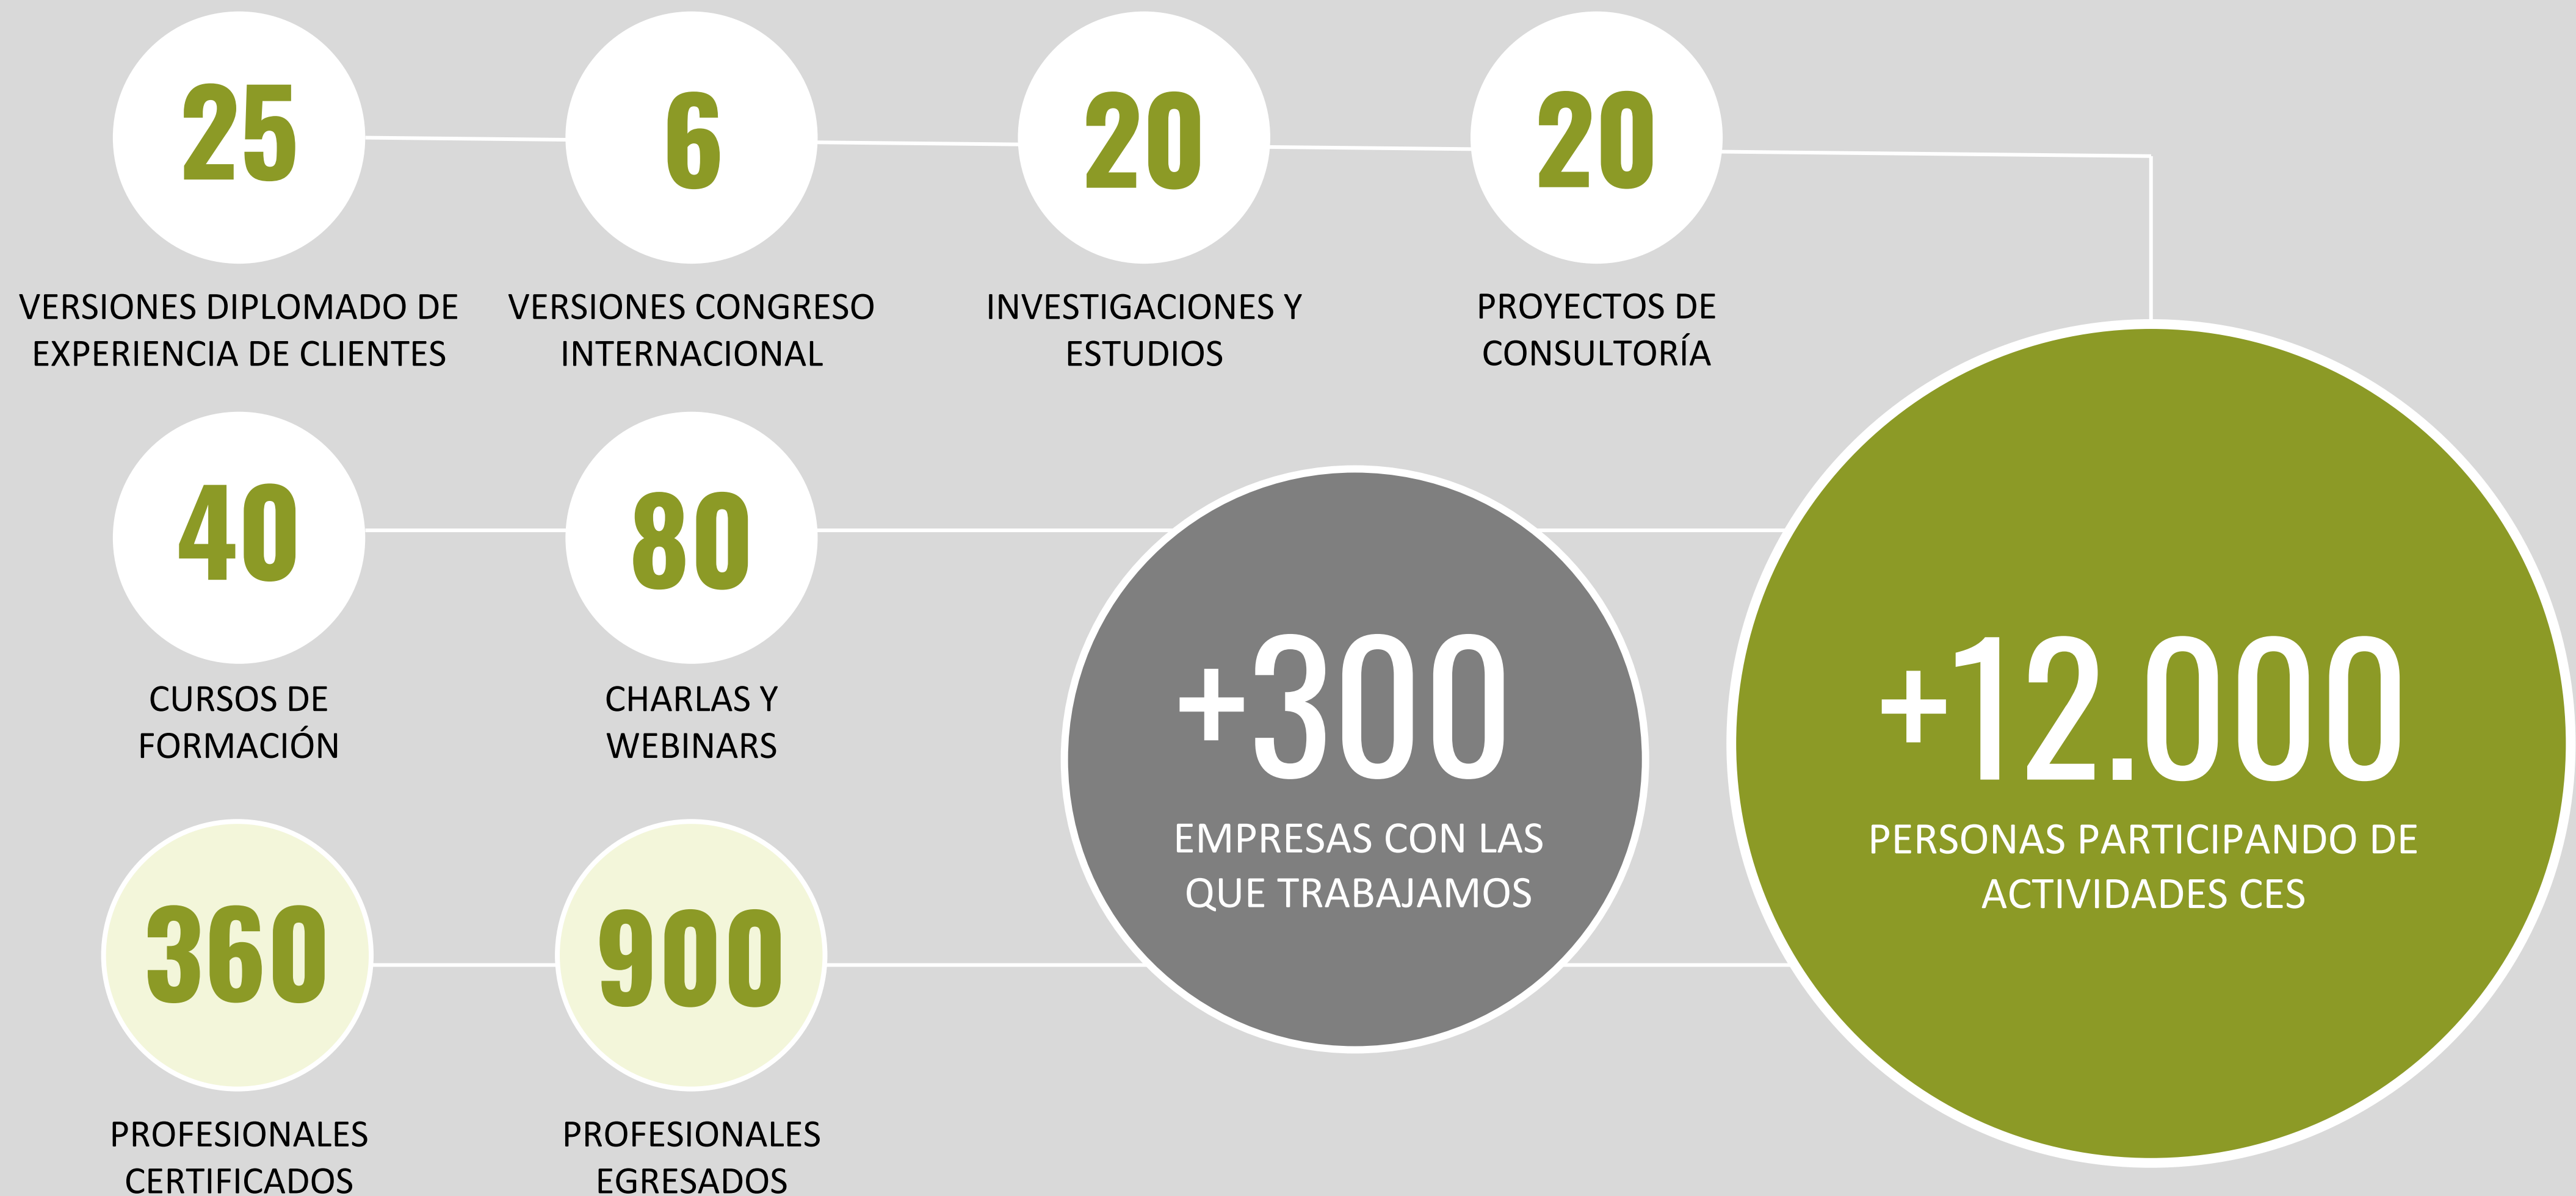 25
VERSIONES DIPLOMADO DE
EXPERIENCIA DE CLIENTES
6
VERSIONES CONGRESO
INTERNACIONAL
20
INVESTIGACIONES Y
ESTUDIOS
20
PROYECTOS DE
CONSULTORÍA
40
CURSOS DE
FORMACIÓN
80
CHARLAS Y
WEBINARS
+300
EMPRESAS CON LAS
QUE TRABAJAMOS
+12.000
PERSONAS PARTICIPANDO DE
ACTIVIDADES CES
360
PROFESIONALES
CERTIFICADOS
900
PROFESIONALES
EGRESADOS